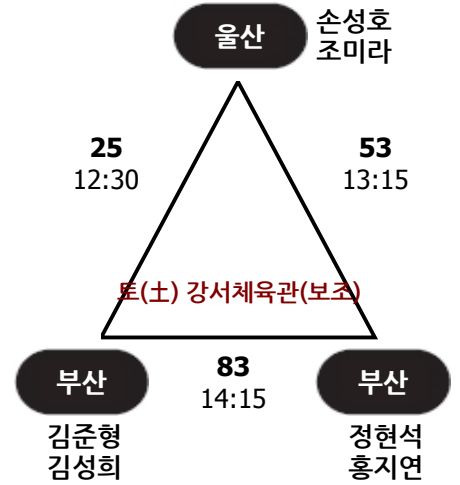 울산
손성호
조미라
25
12:30
53
13:15
토(土) 강서체육관(보조)
83
14:15
부산
김준형
김성희
부산
정현석
홍지연